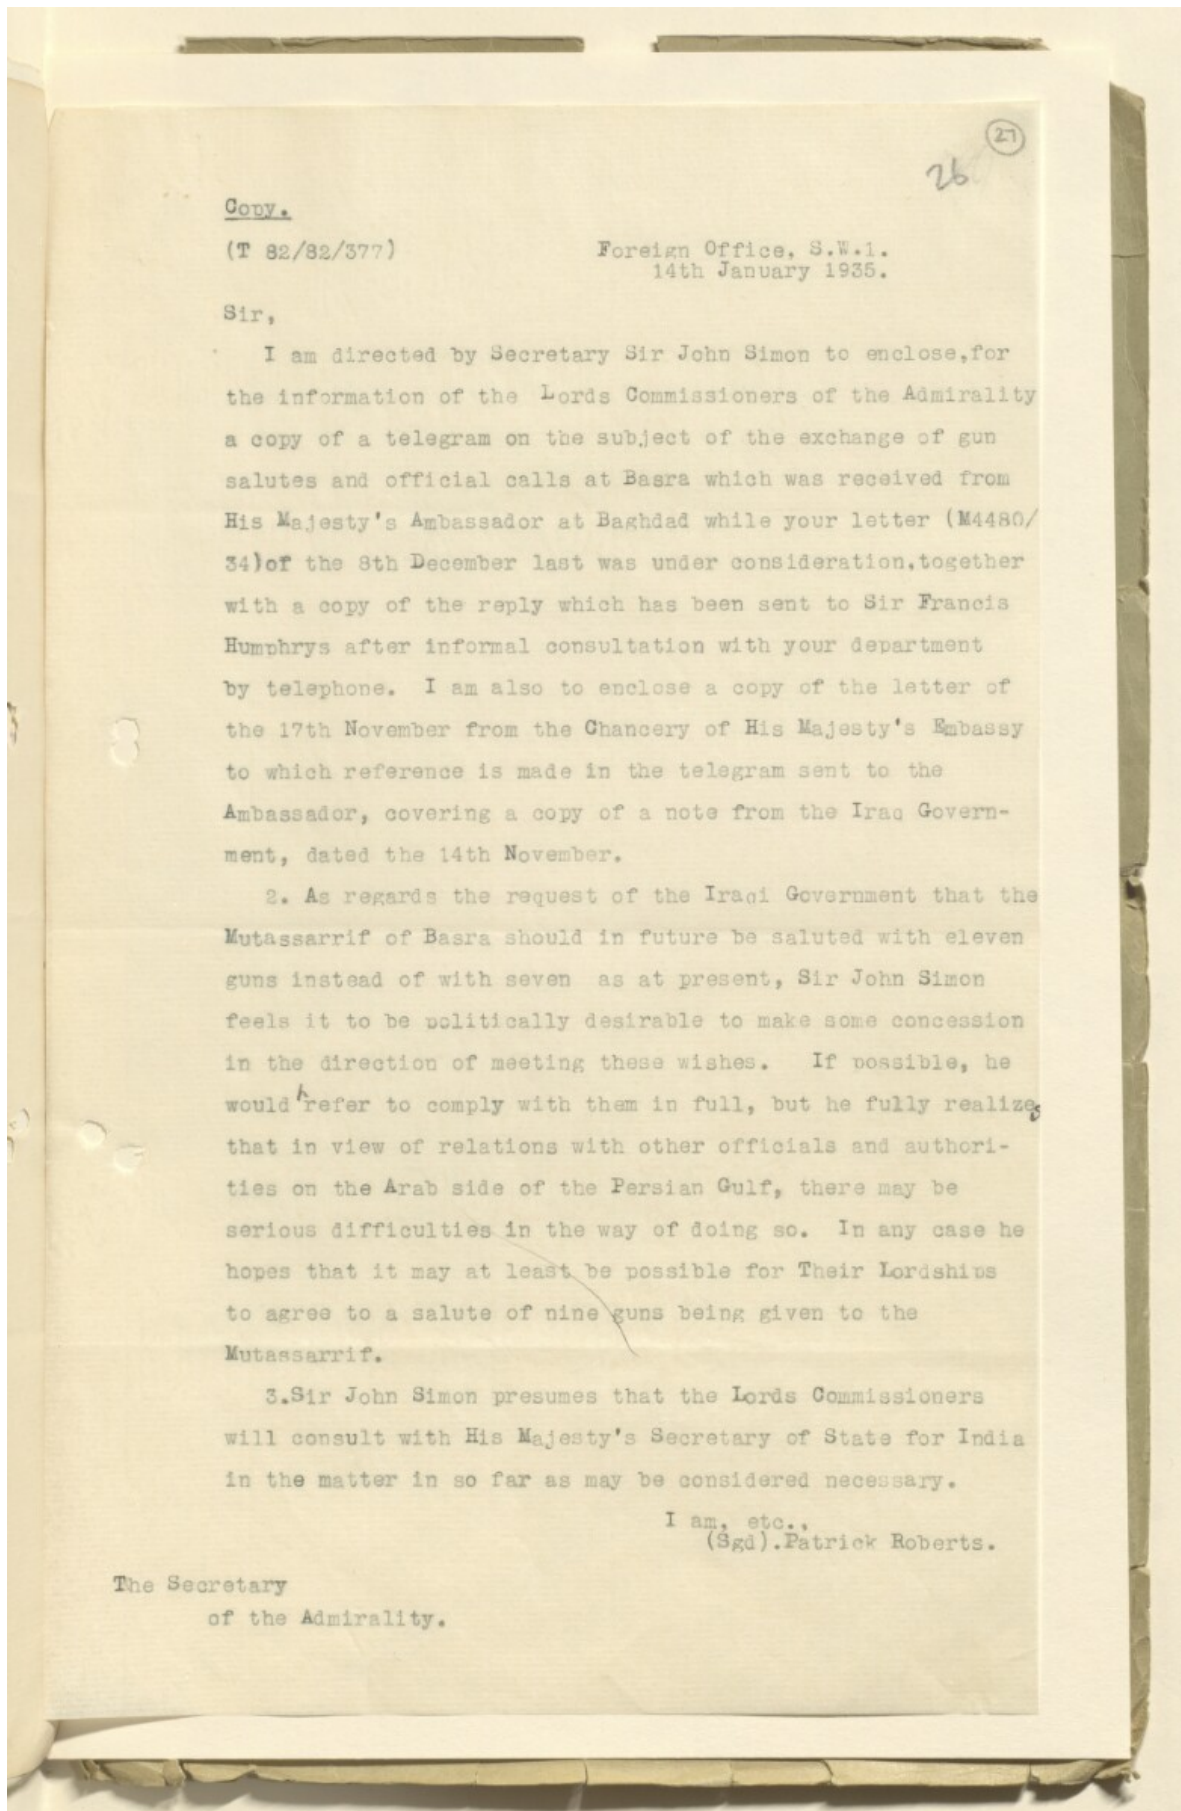 27
26
Copy.
(T 82/82/377)
Foreign Office, S.W.1.
14th January 1935.
Sir,
I am directed by Secretary Sir John Simon to enclose,for
the information of the Lords Commissioners of the Admirality
a copy of a telegram on the subject of the exchange of gun
salutes and official calls at Basra which was received from
His Majesty's Ambassador at Baghdad while your letter (M4480/
34)of the 8th December last was under consideration,together
with a copy of the reply which has been sent to Sir Francis
Humphrys after informal consultation with your department
by telephone. I am also to enclose a copy of the letter of
the 17th November from the Chancery of His Majesty's Embassy
to which reference is made in the telegram sent to the
Ambassador, covering a copy of a note from the Iraq Govern-
ment, dated the 14th November.
2. As regards the request of the Iraqi Government that the
Mutassarrif of Basra should in future be saluted with eleven
guns instead of with seven as at present, Sir John Simon
feels it to be politically desirable to make some concession
in the direction of meeting these wishes. If possible, he
would prefer to comply with them in full, but he fully realizes
that in view of relations with other officials and authori-
ties on the Arab side of the Persian Gulf, there may be
serious difficulties in the way of doing so. In any case he
hopes that it may at least be possible for Their Lordships
to agree to a salute of nine guns being given to the
Mutassarrif.
3.Sir John Simon presumes that the Lords Commissioners
will consult with His Majesty's Secretary of State for India
in the matter in so far as may be considered necessary.
I am, etc.,
(Sgd).Patrick Roberts.
The Secretary
of the Admirality.